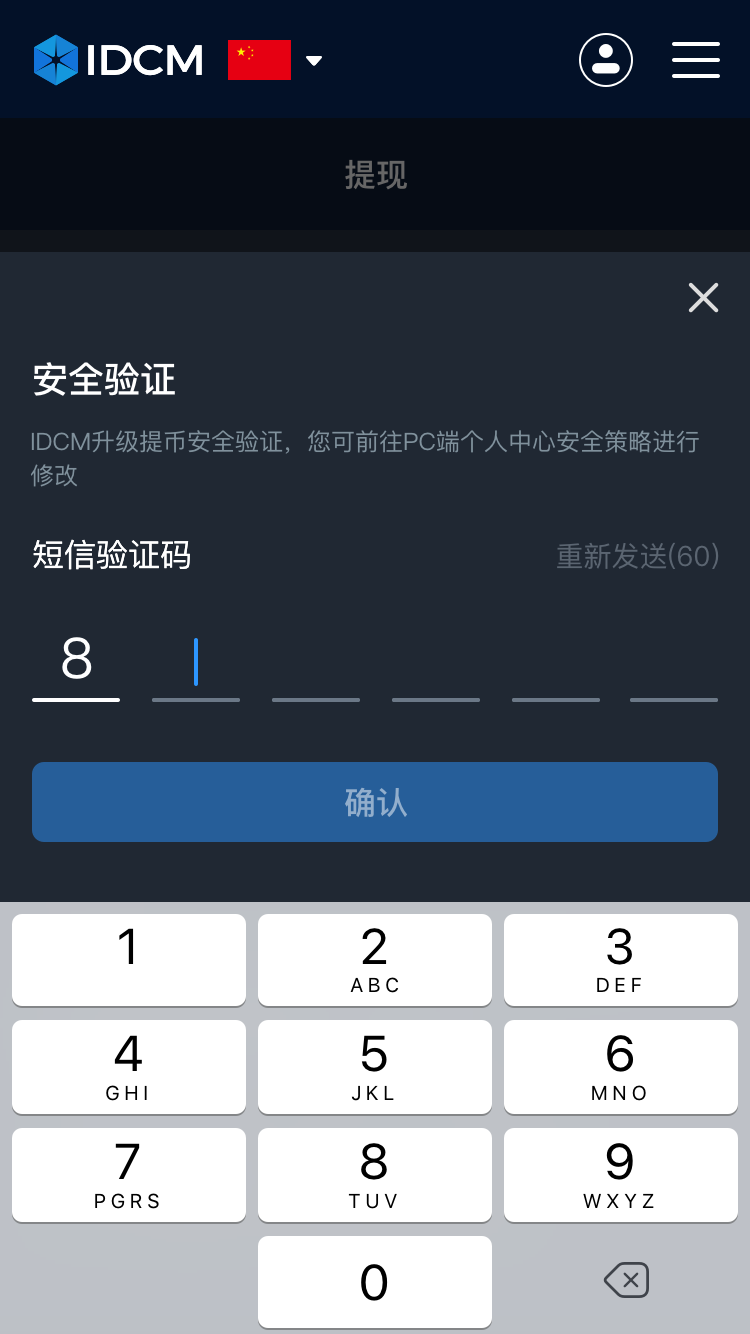 IDCM
提现
安全验证
IDCM升级提币安全验证，您可前往PC端个人中心安全策略进行
修改
短信验证码 重新发送(60)
8
确认
1 2 3
ABC DEF
4 5 6
GHI JKL MNO
7 8 9
PGRS TUV WXYZ
0